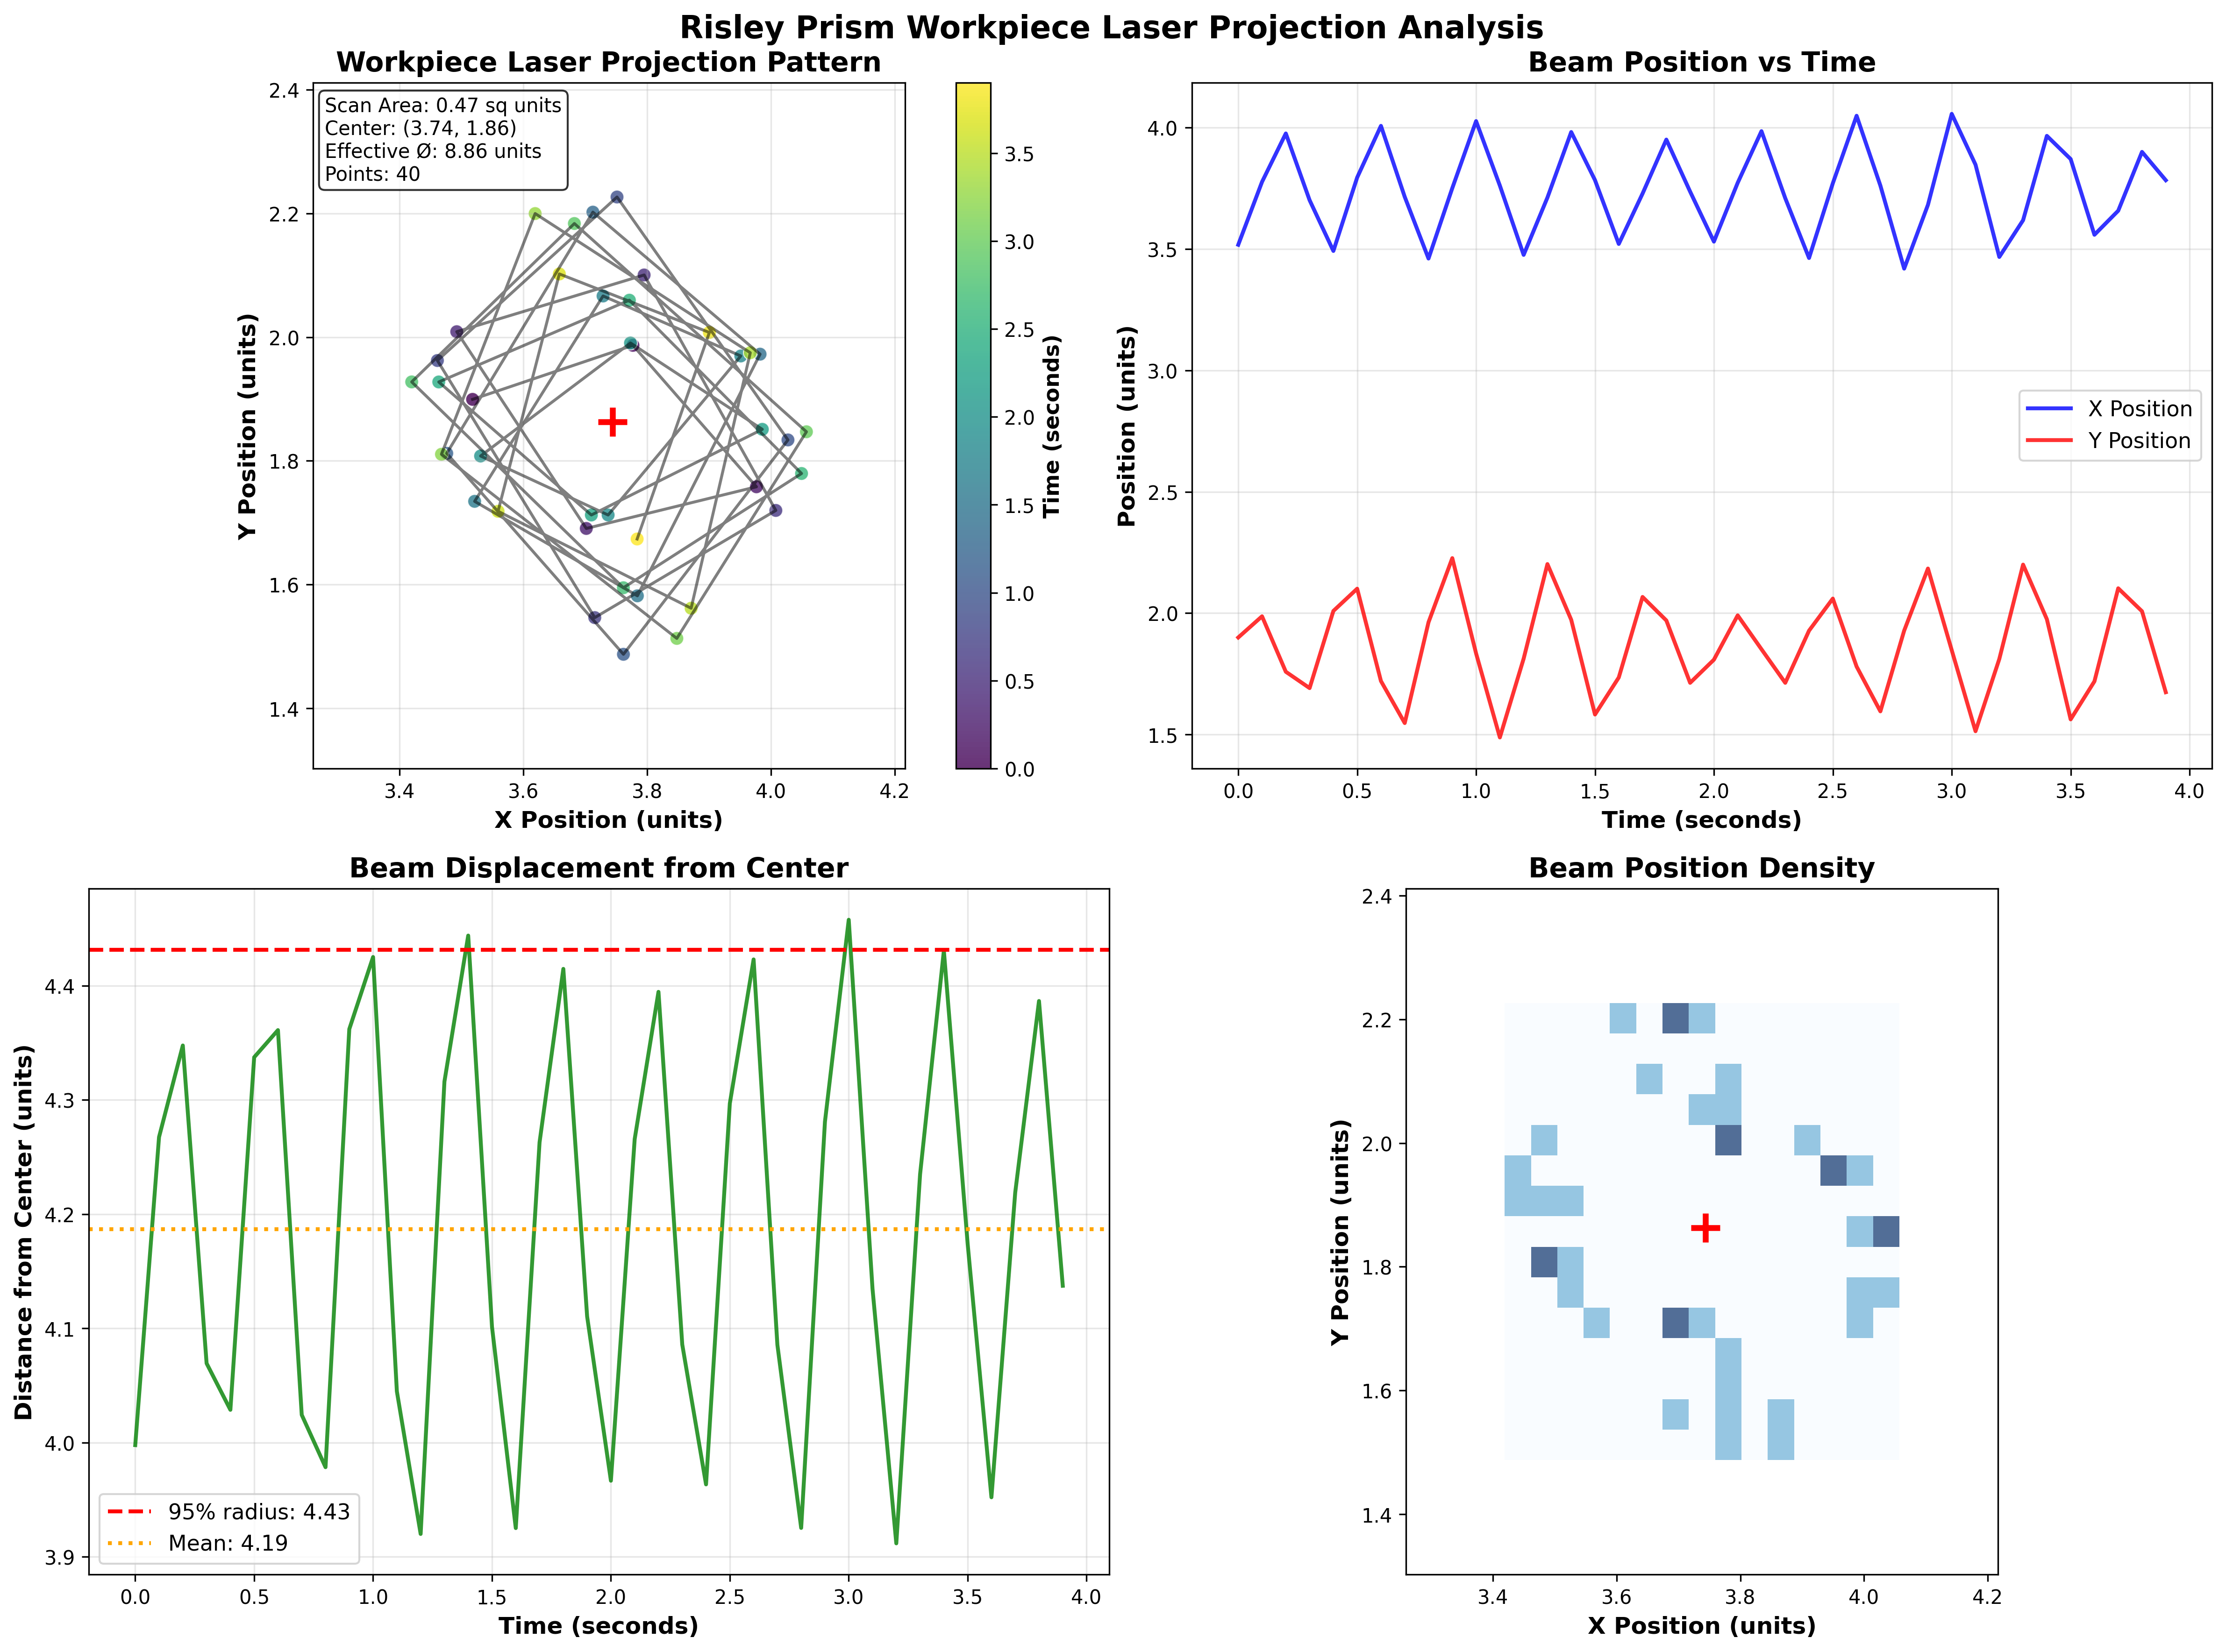 Risley Prism Workpiece Laser Projection Analysis
Workpiece Laser Projection Pattern
Scan Area: 0.47 sq units
Center: (3.74, 1.86)
Effective Ø: 8.86 units
Points: 40
2.4
2.2
2.0
1.8
1.6
1.4
Y Position (units)
3.4 3.6 3.8 4.0 4.2
X Position (units)
3.5
3.0
2.5
2.0
1.5
1.0
0.5
0.0
Time (seconds)
Beam Position vs Time
4.0
3.5
3.0
2.5
2.0
1.5
Position (units)
X Position
Y Position
0.0 0.5 1.0 1.5 2.0 2.5 3.0 3.5 4.0
Time (seconds)
Beam Displacement from Center
4.4
4.3
4.2
4.1
4.0
3.9
Distance from Center (units)
95% radius: 4.43
Mean: 4.19
0.0 0.5 1.0 1.5 2.0 2.5 3.0 3.5 4.0
Time (seconds)
Beam Position Density
2.4
2.2
2.0
1.8
1.6
1.4
Y Position (units)
3.4 3.6 3.8 4.0 4.2
X Position (units)